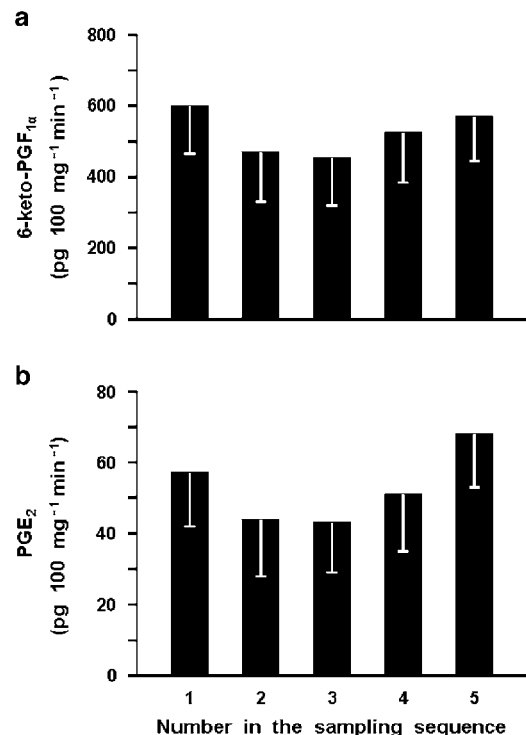 a
6-keto-PGF1α
(pg 100 mg⁻¹ min⁻¹)
800
600
400
200
0
b
PGE2
(pg 100 mg⁻¹ min⁻¹)
80
60
40
20
0
1 2 3 4 5
Number in the sampling sequence